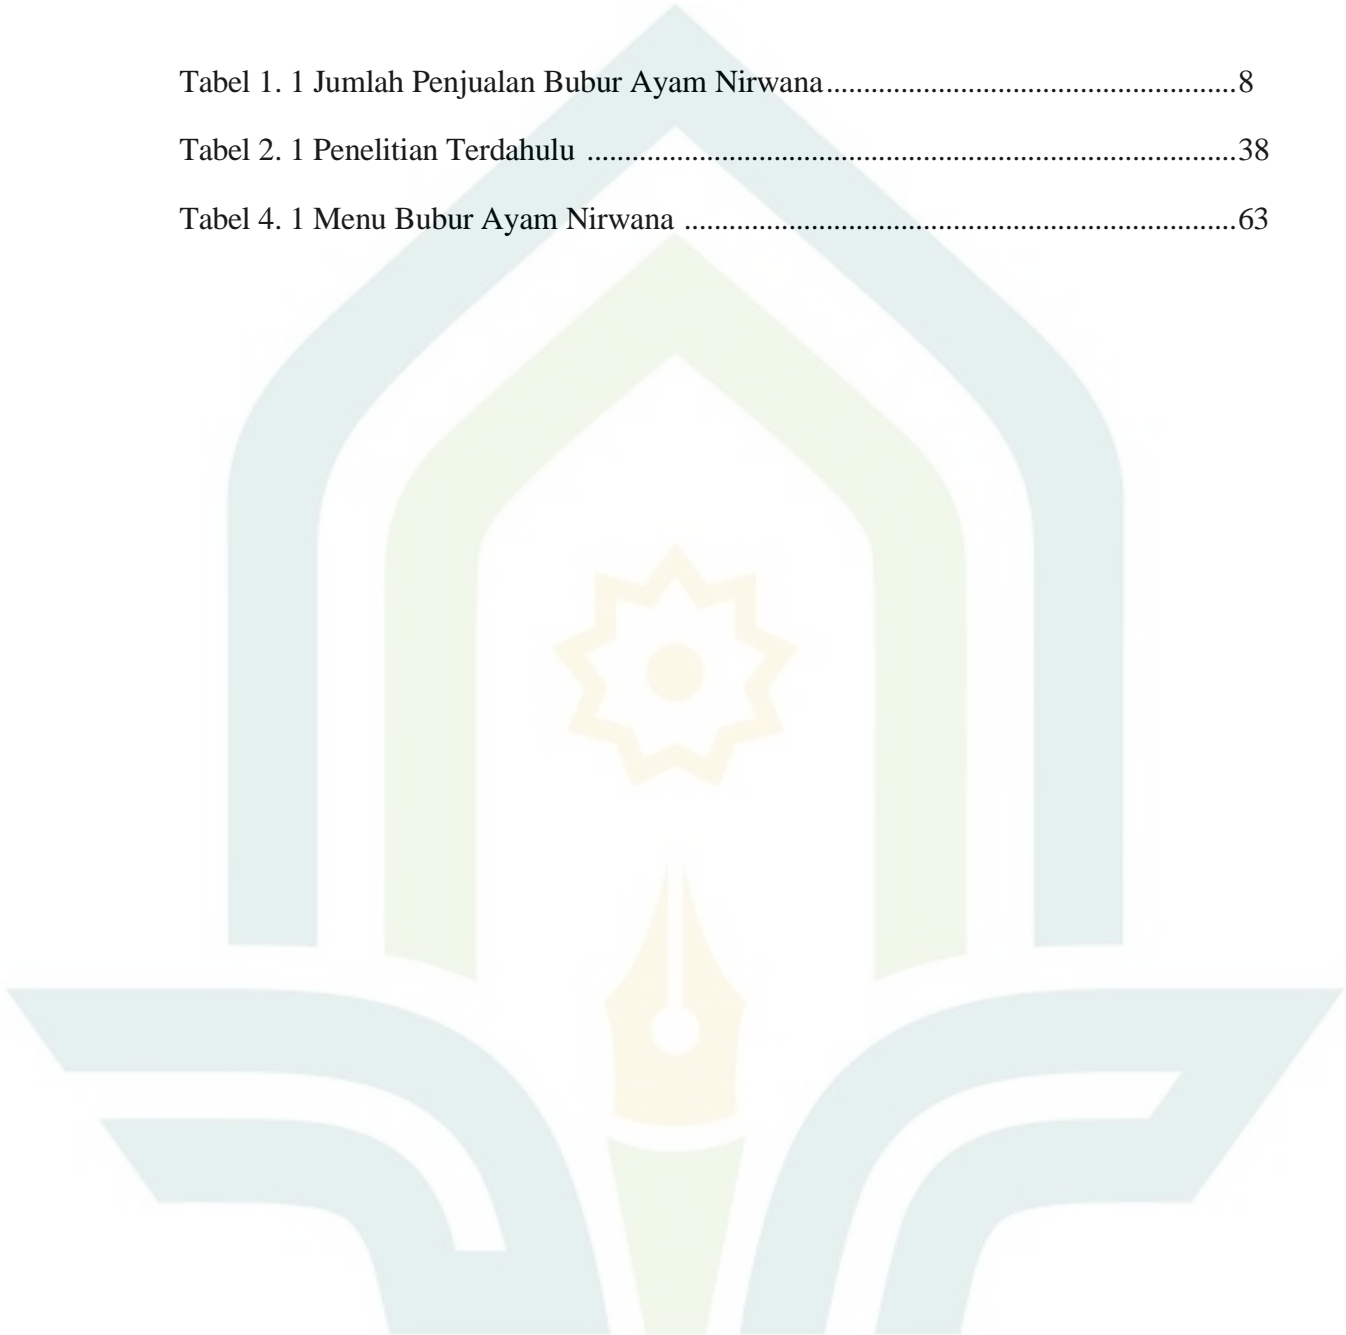 Tabel 1. 1 Jumlah Penjualan Bubur Ayam Nirwana.......................................................8
Tabel 2. 1 Penelitian Terdahulu .......................................................................................38
Tabel 4. 1 Menu Bubur Ayam Nirwana ..........................................................................63